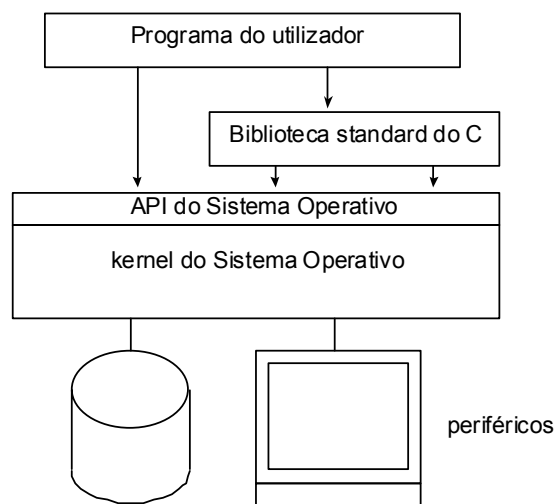 Programa do utilizador
Biblioteca standard do C
API do Sistema Operativo
kernel do Sistema Operativo
periféricos